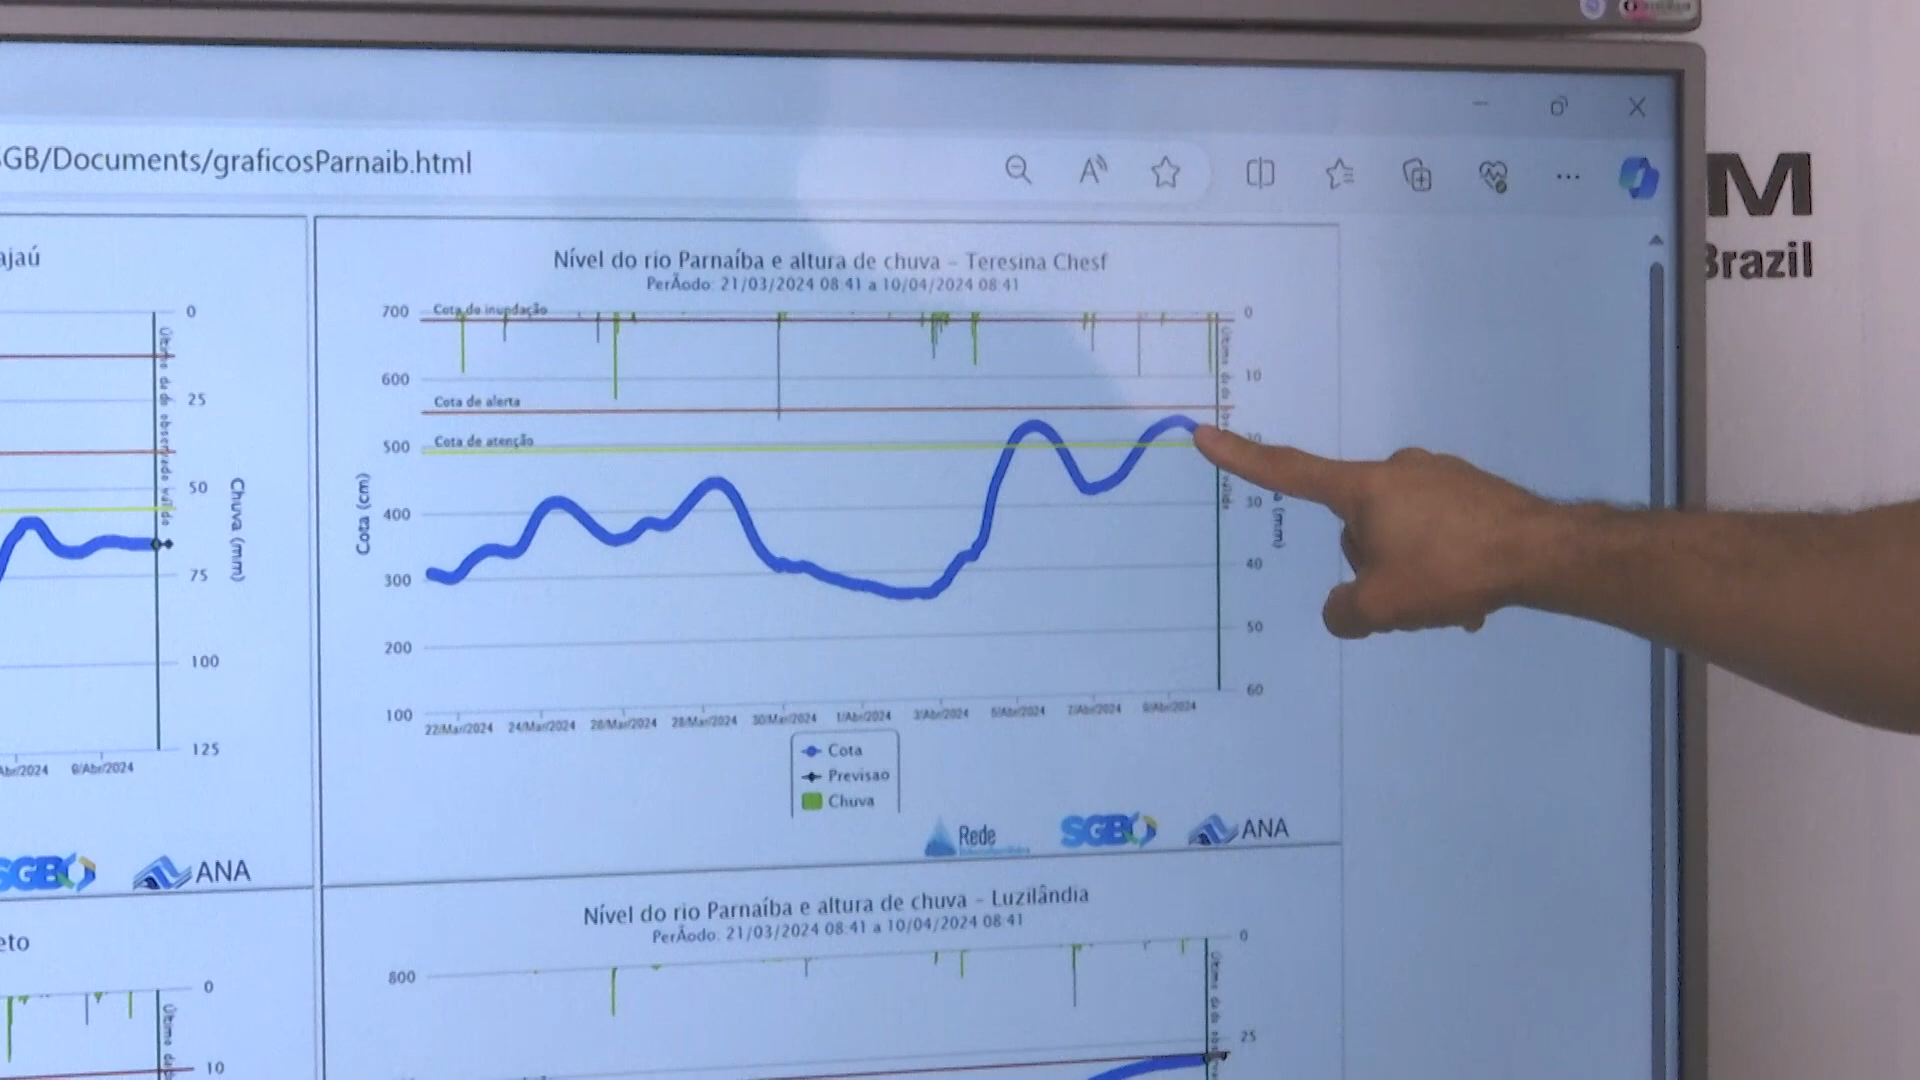 GB/Documents/graficosParnaib.html
M
Brazil
ajaú
0
25
50
75
100
125
Chuva (mm)
Abr/2024 9/Abr/2024
SGB ANA
Nível do rio Parnaíba e altura de chuva - Teresina Chesf
PerÃodo: 21/03/2024 08:41 a 10/04/2024 08:41
700
600
500
400
300
200
100
Cota (cm)
Cota de inundação
Cota de alerta
Cota de atenção
0
10
30
40
50
60
(mm)
22/Mar/2024 24/Mar/2024 26/Mar/2024 28/Mar/2024 30/Mar/2024 1/Abr/2024 3/Abr/2024 5/Abr/2024 7/Abr/2024 9/Abr/2024
Cota
Previsao
Chuva
Rede SGB ANA
eto
0
10
Nível do rio Parnaíba e altura de chuva - Luzilândia
PerÃodo: 21/03/2024 08:41 a 10/04/2024 08:41
800
0
25